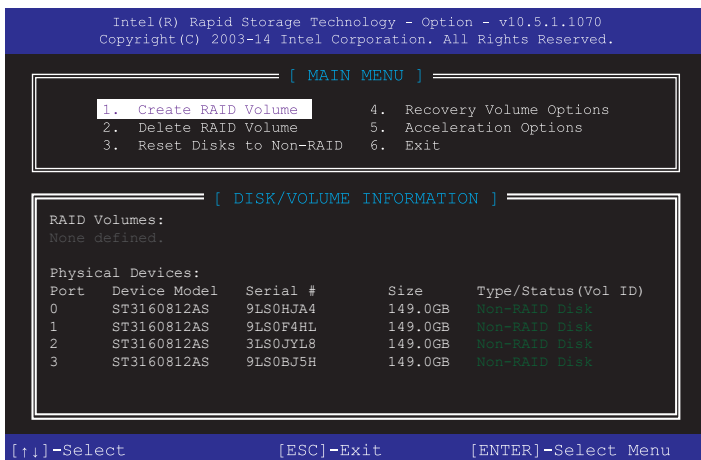 Intel(R) Rapid Storage Technology - Option - v10.5.1.1070
Copyright(C) 2003-14 Intel Corporation. All Rights Reserved.
[ MAIN MENU ]
1. Create RAID Volume 4. Recovery Volume Options
2. Delete RAID Volume 5. Acceleration Options
3. Reset Disks to Non-RAID 6. Exit
[ DISK/VOLUME INFORMATION ]
RAID Volumes:
None defined.
Physical Devices:
Port Device Model Serial # Size Type/Status(Vol ID)
0 ST3160812AS 9LS0HJA4 149.0GB Non-RAID Disk
1 ST3160812AS 9LS0F4HL 149.0GB Non-RAID Disk
2 ST3160812AS 3LS0JYL8 149.0GB Non-RAID Disk
3 ST3160812AS 9LS0BJ5H 149.0GB Non-RAID Disk
[↑↓]-Select [ESC]-Exit [ENTER]-Select Menu